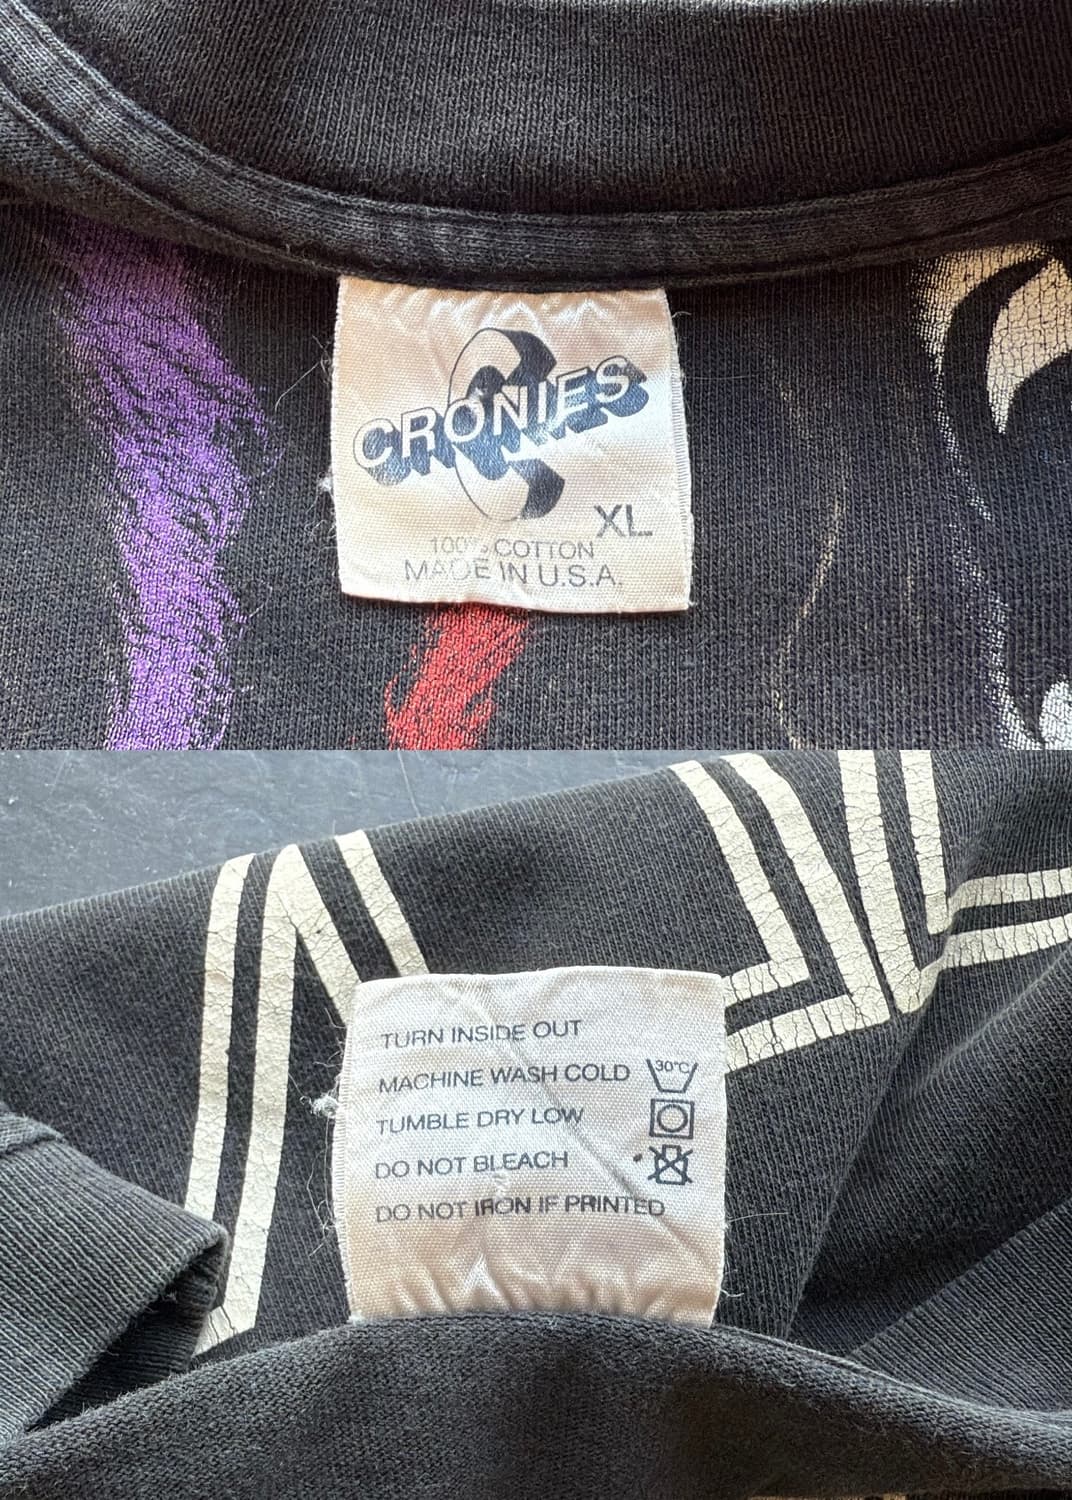 CRONIES
XL
100% COTTON
MADE IN U.S.A.
TURN INSIDE OUT
MACHINE WASH COLD 30°C
TUMBLE DRY LOW
DO NOT BLEACH
DO NOT IRON IF PRINTED